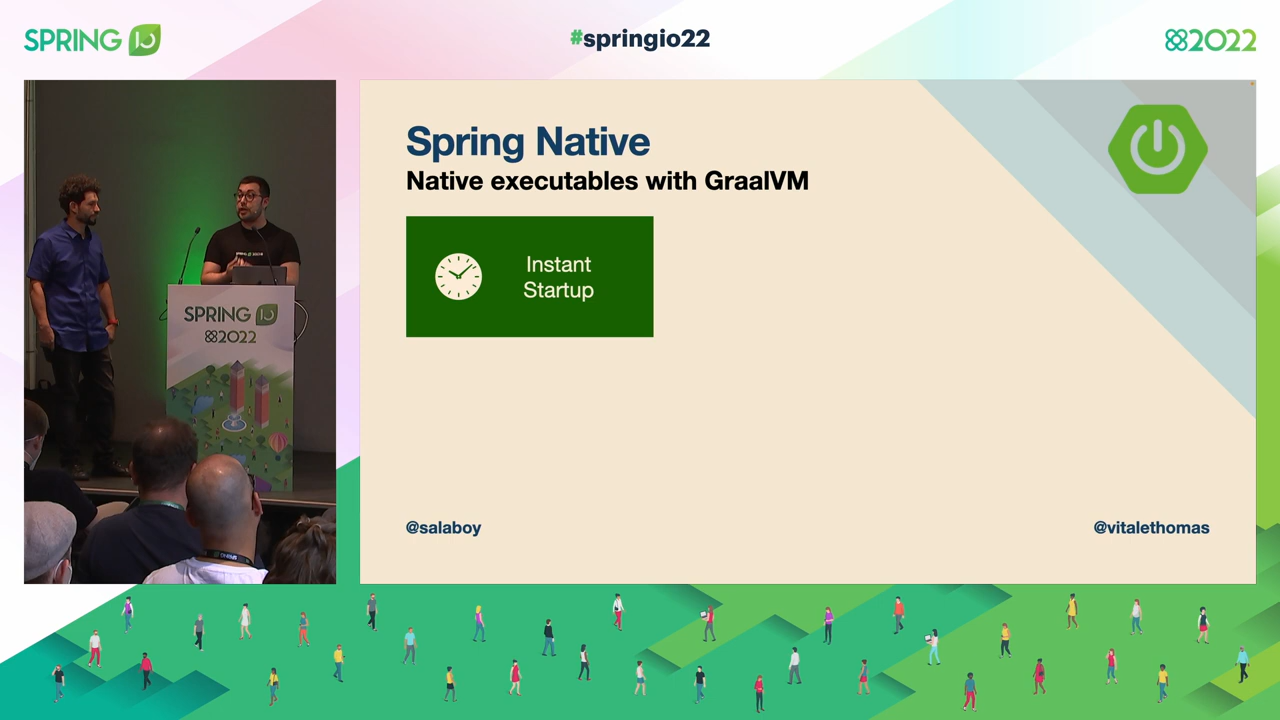 SPRING IO
#springio22
2022
SPRING IO
2022
Spring Native
Native executables with GraalVM
Instant
Startup
@salaboy
@vitalethomas